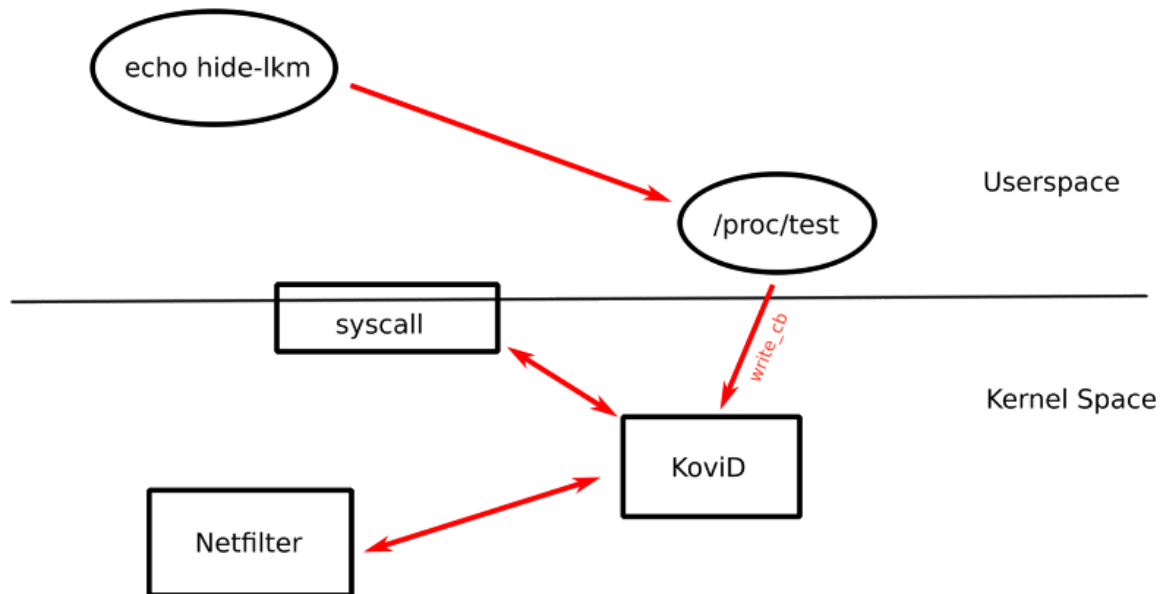 echo hide-lkm
Userspace
/proc/test
syscall
write_cb
Kernel Space
KoviD
Netfilter